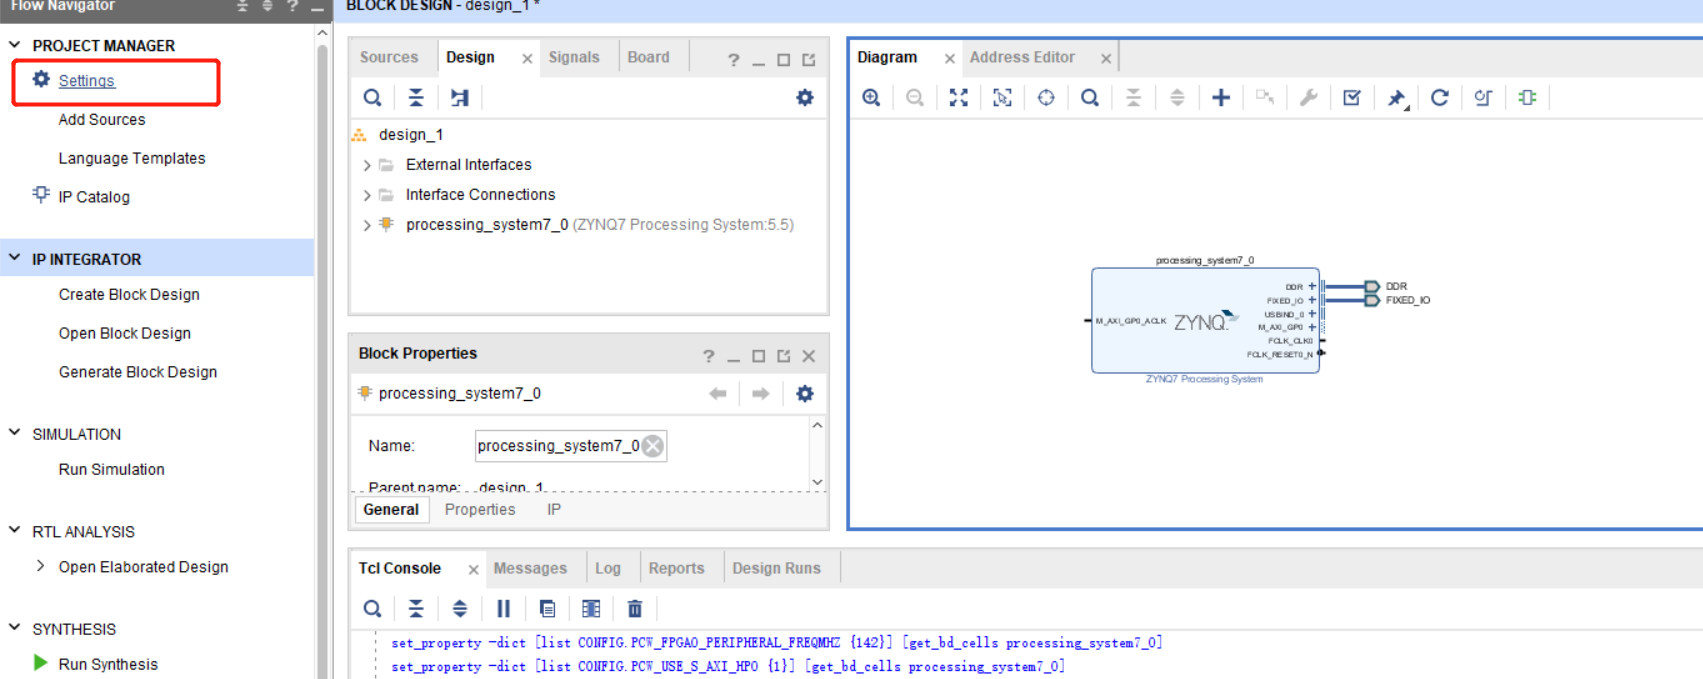 Flow Navigator
PROJECT MANAGER
Settings
Add Sources
Language Templates
IP Catalog
IP INTEGRATOR
Create Block Design
Open Block Design
Generate Block Design
SIMULATION
Run Simulation
RTL ANALYSIS
Open Elaborated Design
SYNTHESIS
Run Synthesis
BLOCK DESIGN - design_1 *
Sources Design Signals Board
design_1
External Interfaces
Interface Connections
processing_system7_0 (ZYNQ7 Processing System:5.5)
Block Properties
processing_system7_0
Name: processing_system7_0
Parent name: design_1
General Properties IP
Diagram Address Editor
processing_system7_0
DDR
FIXED_IO
USBIND_0
M_AXI_GP0
FCLK_CLK0
FCLK_RESET0_N
M_AXI_GP0_ACLK
ZYNQ
ZYNQ7 Processing System
DDR
FIXED_IO
Tcl Console Messages Log Reports Design Runs
set_property -dict [list CONFIG.PCW_FPGA0_PERIPHERAL_FREQMHZ {142}] [get_bd_cells processing_system7_0]
set_property -dict [list CONFIG.PCW_USE_S_AXI_HP0 {1}] [get_bd_cells processing_system7_0]